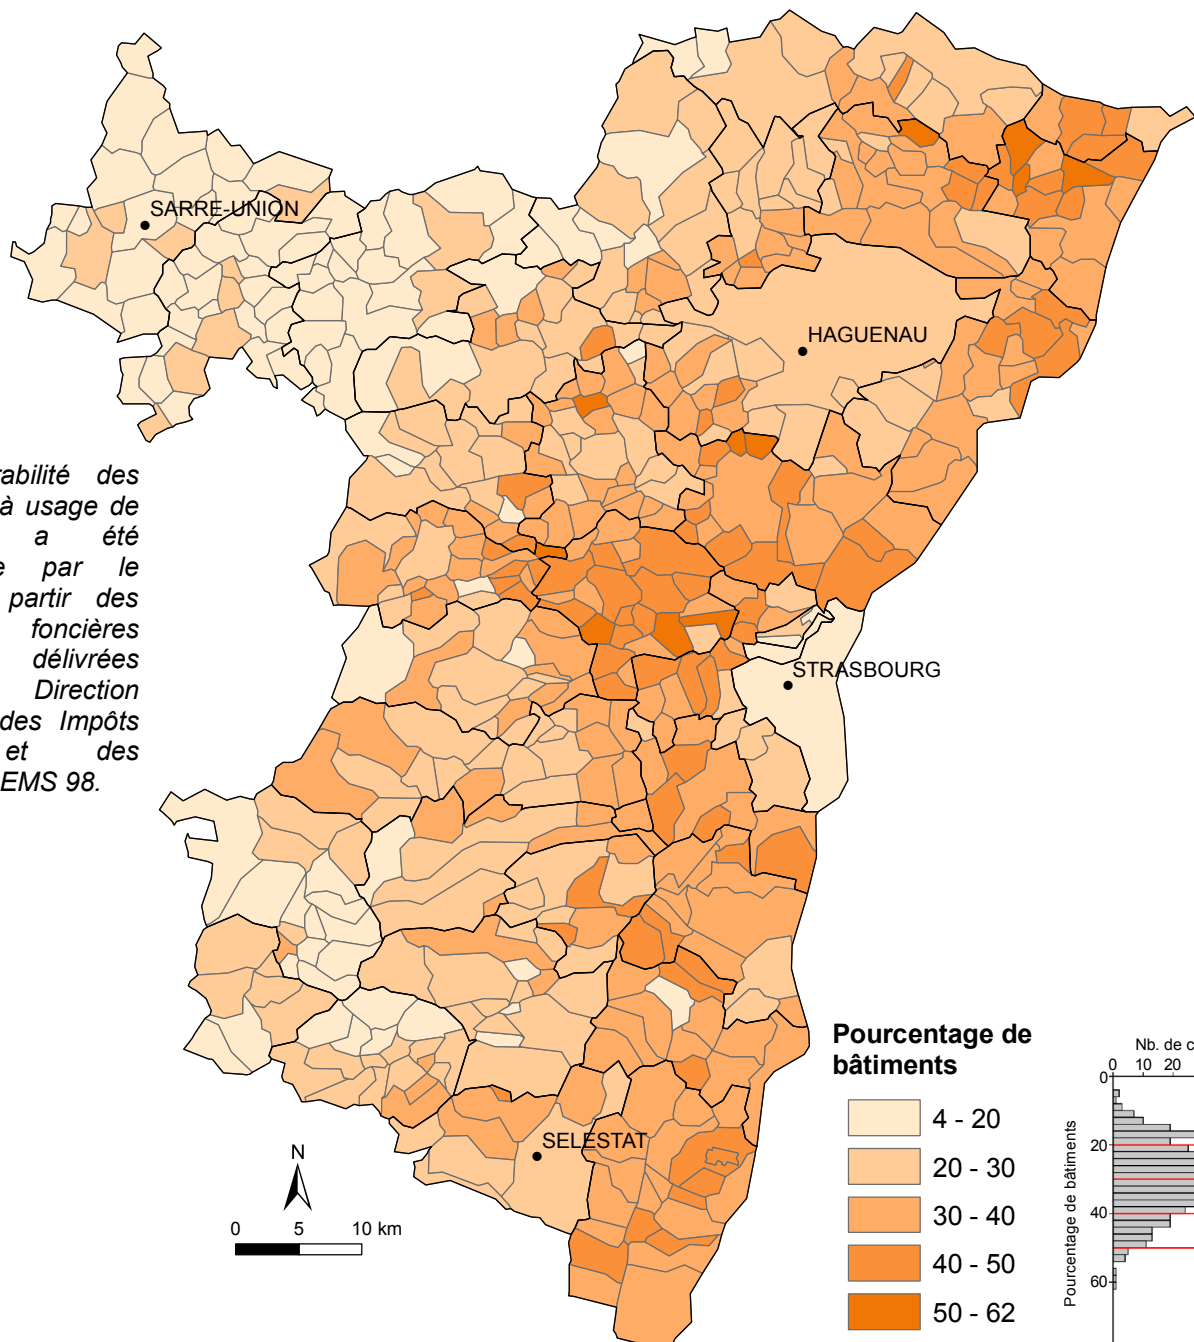 SARRE-UNION
HAGUENAU
rabilité des
à usage de
a été
par le
partir des
foncières
délivrées
Direction
des Impôts
et des
EMS 98.
STRASBOURG
SELESTAT
N
0 5 10 km
Pourcentage de
bâtiments
4 - 20
20 - 30
30 - 40
40 - 50
50 - 62
Nb. de c
0 10 20
0
20
40
60
Pourcentage de bâtiments